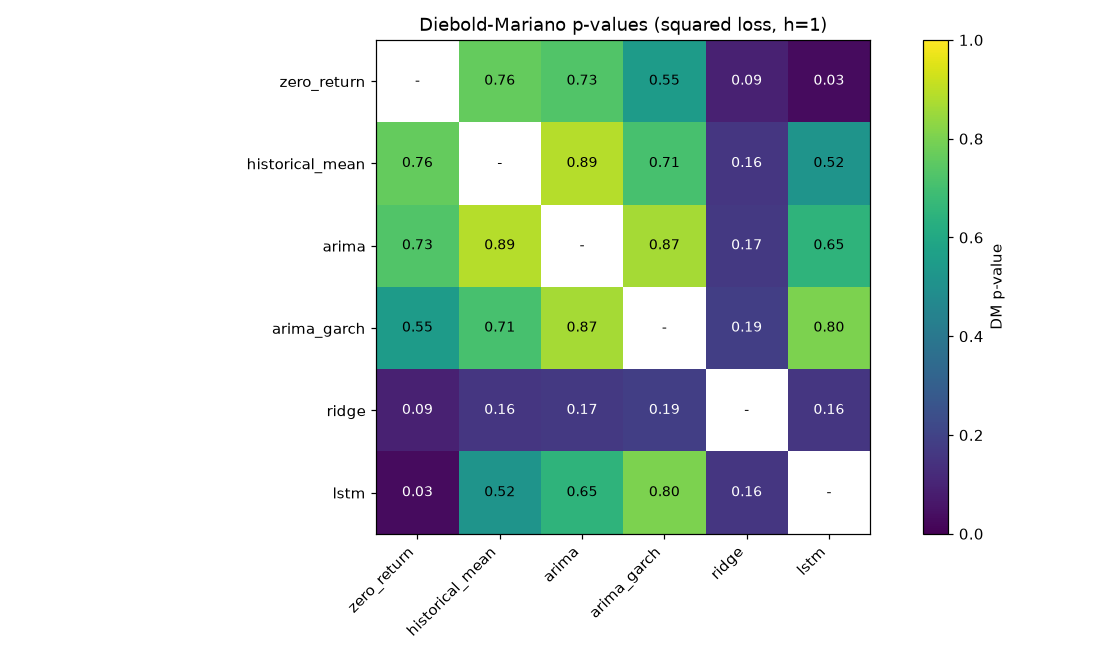 Diebold-Mariano p-values (squared loss, h=1)
zero_return - 0.76 0.73 0.55 0.09 0.03
historical_mean 0.76 - 0.89 0.71 0.16 0.52
arima 0.73 0.89 - 0.87 0.17 0.65
arima_garch 0.55 0.71 0.87 - 0.19 0.80
ridge 0.09 0.16 0.17 0.19 - 0.16
lstm 0.03 0.52 0.65 0.80 0.16 -
zero_return historical_mean arima arima_garch ridge lstm
1.0
0.8
0.6
0.4
0.2
0.0
DM p-value